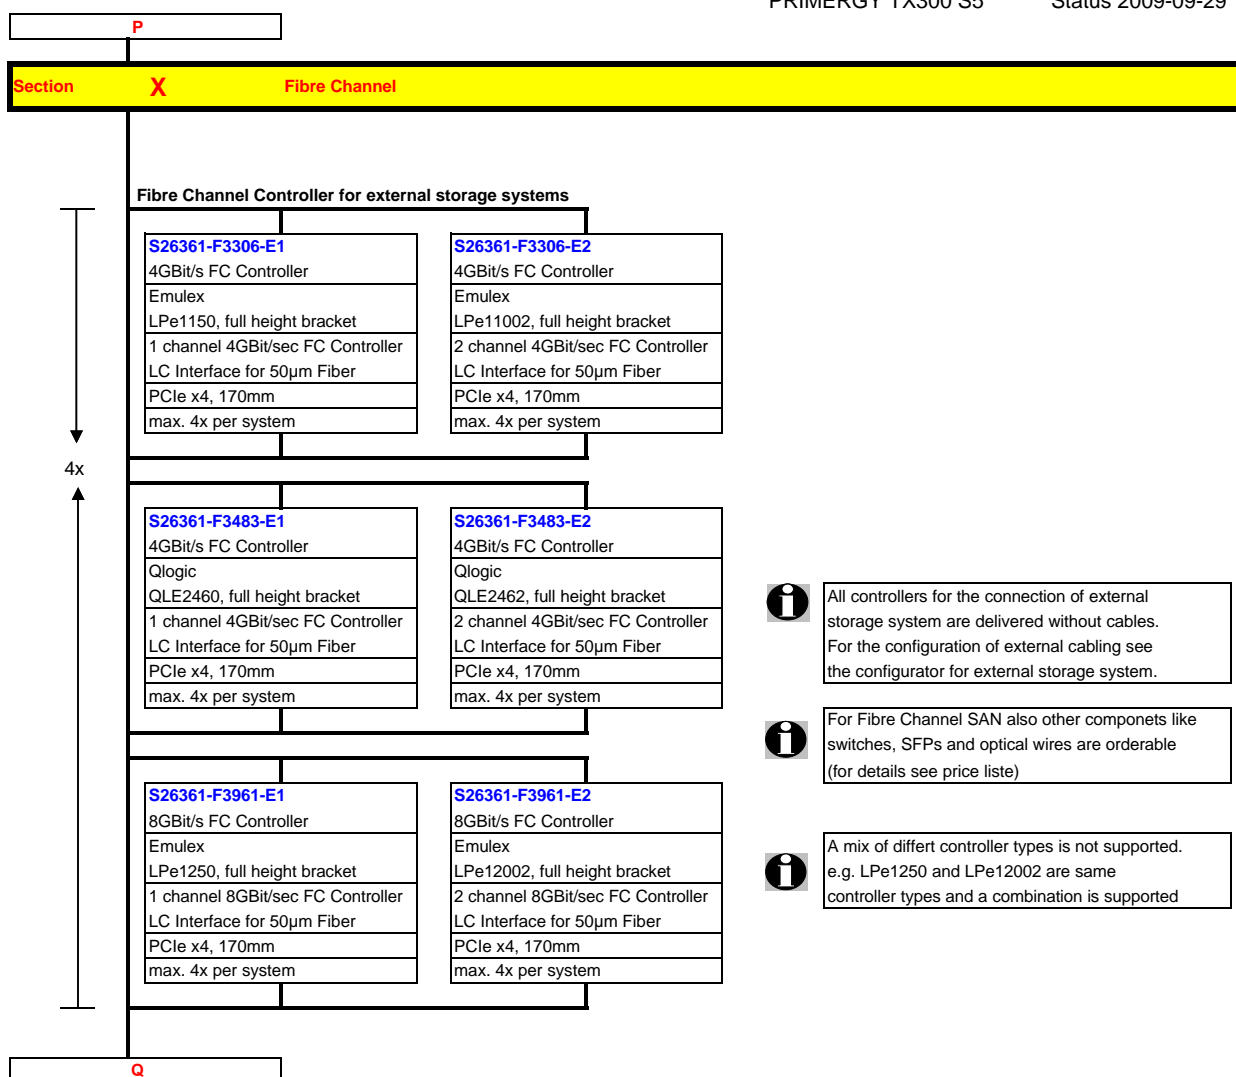 PRIMERGY TX300 S5 Status 2009-09-29
P
Section X Fibre Channel
Fibre Channel Controller for external storage systems
S26361-F3306-E1
4GBit/s FC Controller
Emulex
LPe1150, full height bracket
1 channel 4GBit/sec FC Controller
LC Interface for 50µm Fiber
PCIe x4, 170mm
max. 4x per system
S26361-F3306-E2
4GBit/s FC Controller
Emulex
LPe11002, full height bracket
2 channel 4GBit/sec FC Controller
LC Interface for 50µm Fiber
PCIe x4, 170mm
max. 4x per system
4x
S26361-F3483-E1
4GBit/s FC Controller
Qlogic
QLE2460, full height bracket
1 channel 4GBit/sec FC Controller
LC Interface for 50µm Fiber
PCIe x4, 170mm
max. 4x per system
S26361-F3483-E2
4GBit/s FC Controller
Qlogic
QLE2462, full height bracket
2 channel 4GBit/sec FC Controller
LC Interface for 50µm Fiber
PCIe x4, 170mm
max. 4x per system
All controllers for the connection of external
storage system are delivered without cables.
For the configuration of external cabling see
the configurator for external storage system.
For Fibre Channel SAN also other componets like
switches, SFPs and optical wires are orderable
(for details see price liste)
S26361-F3961-E1
8GBit/s FC Controller
Emulex
LPe1250, full height bracket
1 channel 8GBit/sec FC Controller
LC Interface for 50µm Fiber
PCIe x4, 170mm
max. 4x per system
S26361-F3961-E2
8GBit/s FC Controller
Emulex
LPe12002, full height bracket
2 channel 8GBit/sec FC Controller
LC Interface for 50µm Fiber
PCIe x4, 170mm
max. 4x per system
A mix of differt controller types is not supported.
e.g. LPe1250 and LPe12002 are same
controller types and a combination is supported
Q